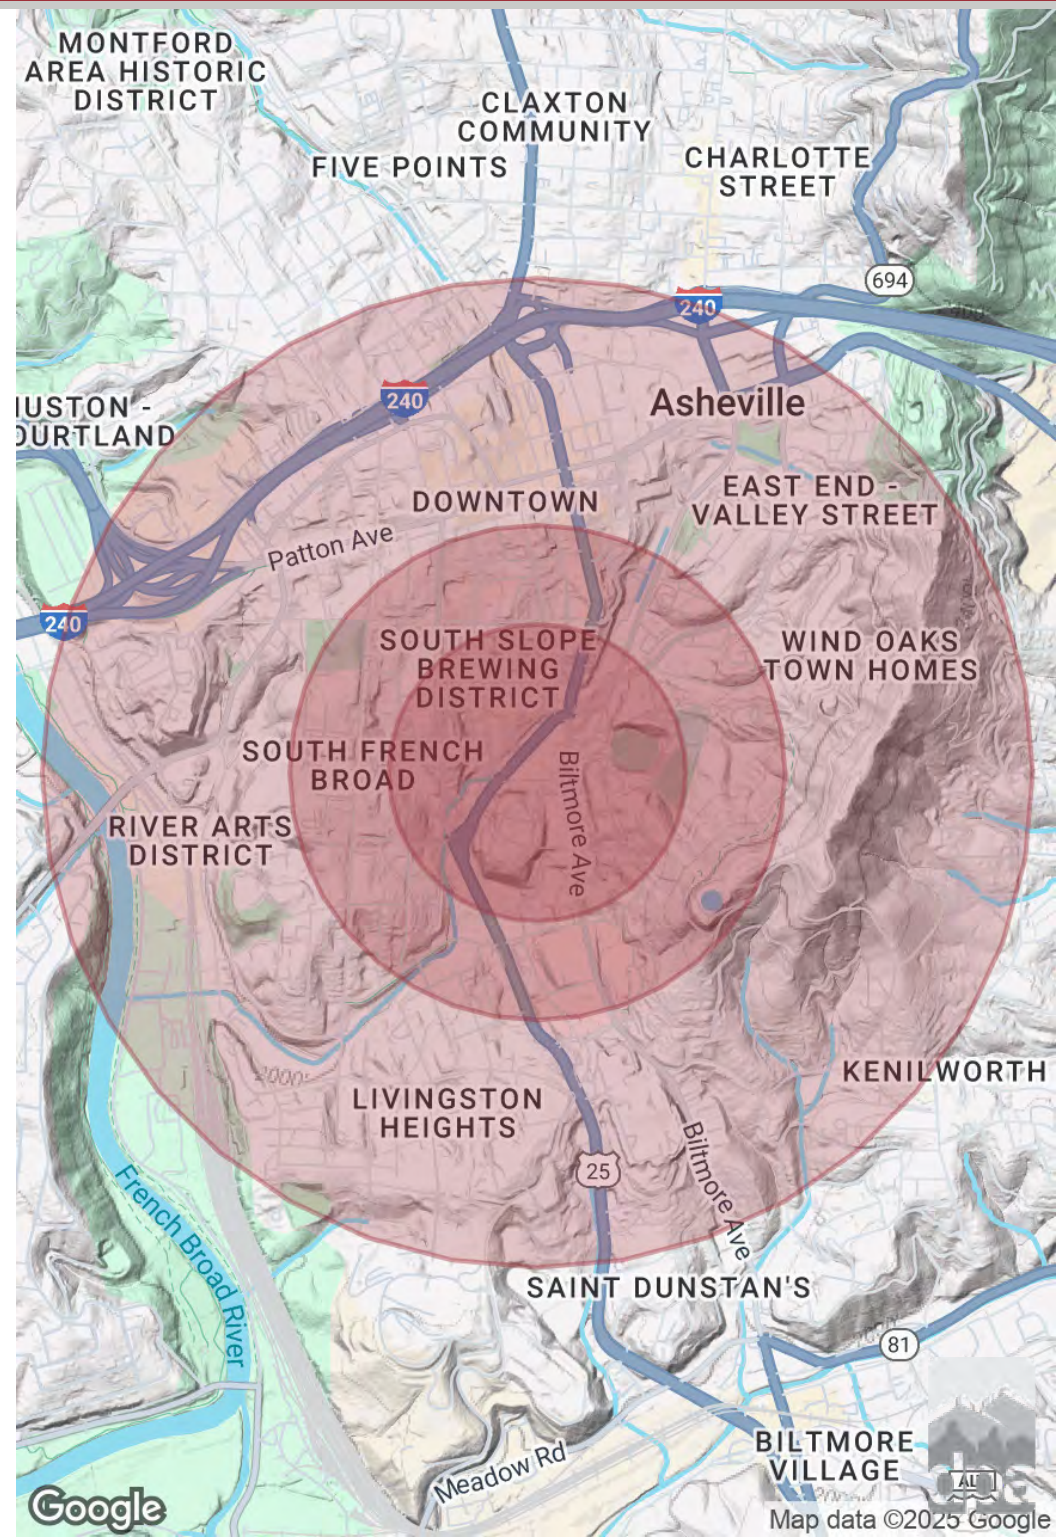 MONTFORD
AREA HISTORIC
DISTRICT
CLAXTON
COMMUNITY
FIVE POINTS
CHARLOTTE
STREET
694
240
240
Asheville
HUSTON -
OURTLAND
DOWNTOWN
EAST END -
VALLEY STREET
Patton Ave
240
SOUTH SLOPE
BREWING
DISTRICT
WIND OAKS
TOWN HOMES
SOUTH FRENCH
BROAD
Biltmore Ave
RIVER ARTS
DISTRICT
2000'
KENILWORTH
LIVINGSTON
HEIGHTS
25
Biltmore Ave
French Broad River
SAINT DUNSTAN'S
81
BILTMORE
VILLAGE
Meadow Rd
ALT
Google
Map data ©2025 Google